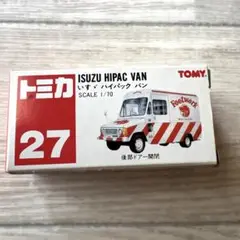 トミカ
27
ISUZU HIPAC VAN
いすゞ ハイパック バン
SCALE 1/70
TOMY
Footwork
後部ドアー開閉